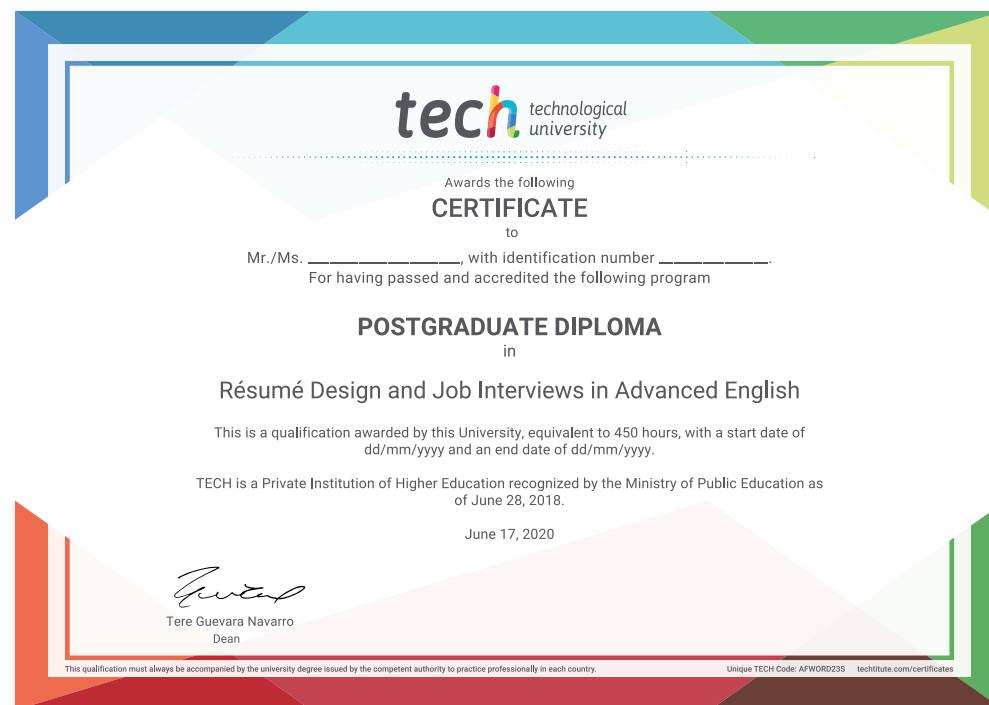 tech technological
university
Awards the following
CERTIFICATE
to
Mr./Ms. ____________________, with identification number ______________.
For having passed and accredited the following program
POSTGRADUATE DIPLOMA
in
Résumé Design and Job Interviews in Advanced English
This is a qualification awarded by this University, equivalent to 450 hours, with a start date of
dd/mm/yyyy and an end date of dd/mm/yyyy.
TECH is a Private Institution of Higher Education recognized by the Ministry of Public Education as
of June 28, 2018.
June 17, 2020
Tere Guevara Navarro
Dean
This qualification must always be accompanied by the university degree issued by the competent authority to practice professionally in each country.
Unique TECH Code: AFWORD23S techtitute.com/certificates